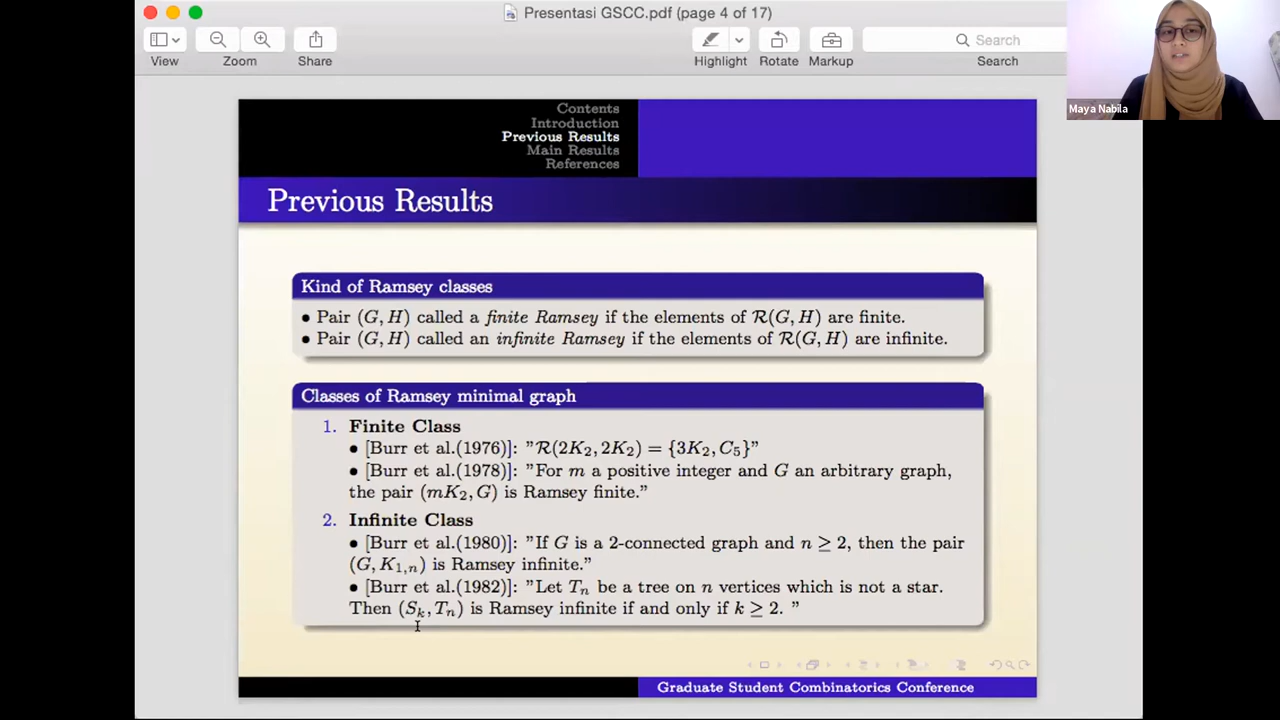 Presentasi GSCC.pdf (page 4 of 17)
View
Zoom
Share
Highlight
Rotate
Markup
Search
Search
Maya Nabila
Contents
Introduction
Previous Results
Main Results
References
Previous Results
Kind of Ramsey classes
• Pair (G, H) called a finite Ramsey if the elements of ℛ(G, H) are finite.
• Pair (G, H) called an infinite Ramsey if the elements of ℛ(G, H) are infinite.
Classes of Ramsey minimal graph
1. Finite Class
• [Burr et al.(1976)]: ”ℛ(2K₂, 2K₂) = {3K₂, C₅}”
• [Burr et al.(1978)]: ”For m a positive integer and G an arbitrary graph,
the pair (mK₂, G) is Ramsey finite.”
2. Infinite Class
• [Burr et al.(1980)]: ”If G is a 2-connected graph and n ≥ 2, then the pair
(G, K₁,ₙ) is Ramsey infinite.”
• [Burr et al.(1982)]: ”Let Tₙ be a tree on n vertices which is not a star.
Then (Sₖ, Tₙ) is Ramsey infinite if and only if k ≥ 2. ”
Graduate Student Combinatorics Conference